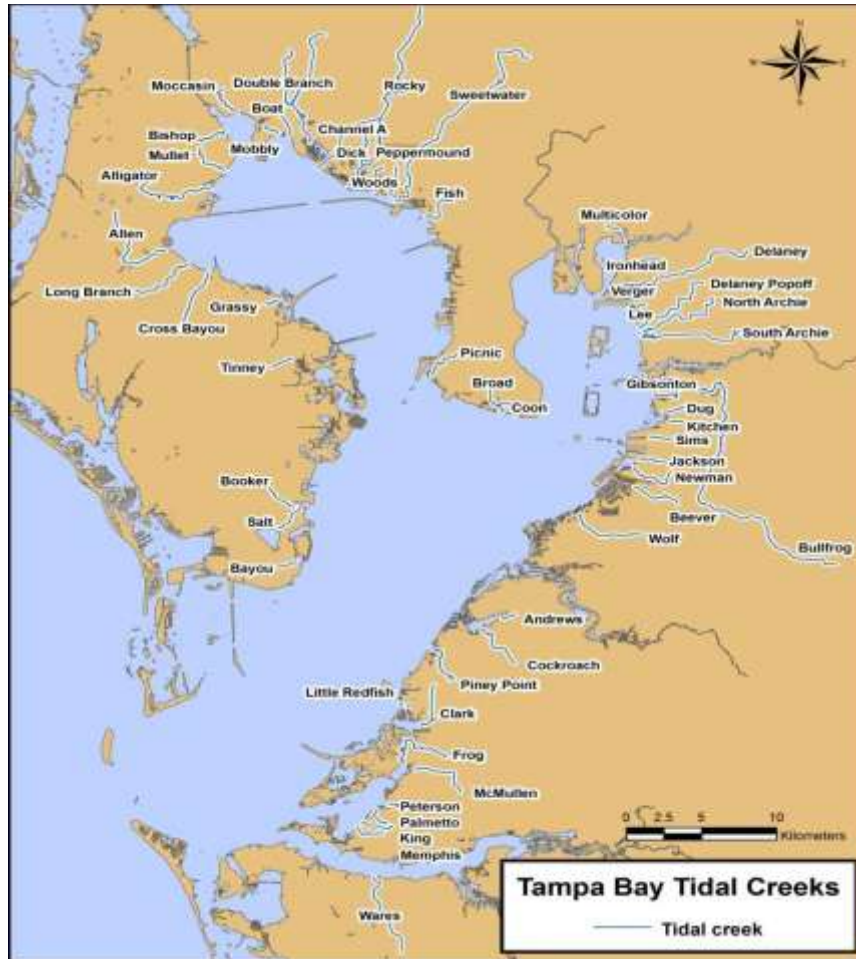 N
W
E
S
Moccasin
Double Branch
Rocky
Sweetwater
Boat
Channel A
Bishop
Mobbly
Dick
Peppermound
Mullet
Alligator
Woods
Fish
Multicolor
Allen
Delaney
Ironhead
Delaney Popoff
Verger
North Archie
Long Branch
Grassy
Lee
Cross Bayou
South Archie
Picnic
Tinney
Broad
Gibsonton
Coon
Dug
Kitchen
Sims
Jackson
Newman
Booker
Beever
Salt
Wolf
Bullfrog
Bayou
Andrews
Cockroach
Piney Point
Little Redfish
Clark
Frog
McMullen
Peterson
Palmetto
King
Memphis
0 2.5 5 10
Kilometers
Tampa Bay Tidal Creeks
Tidal creek
Wares